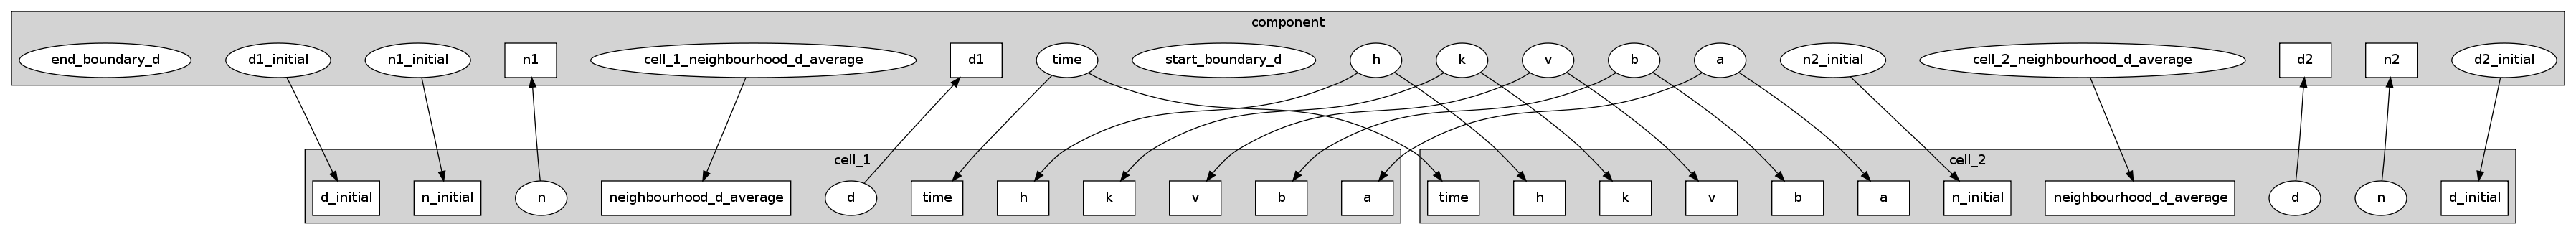 component
end_boundary_d d1_initial n1_initial n1 cell_1_neighbourhood_d_average d1 time start_boundary_d h k v b a n2_initial cell_2_neighbourhood_d_average d2 n2 d2_initial
cell_1
d_initial n_initial n neighbourhood_d_average d time h k v b a
cell_2
time h k v b a n_initial neighbourhood_d_average d n d_initial